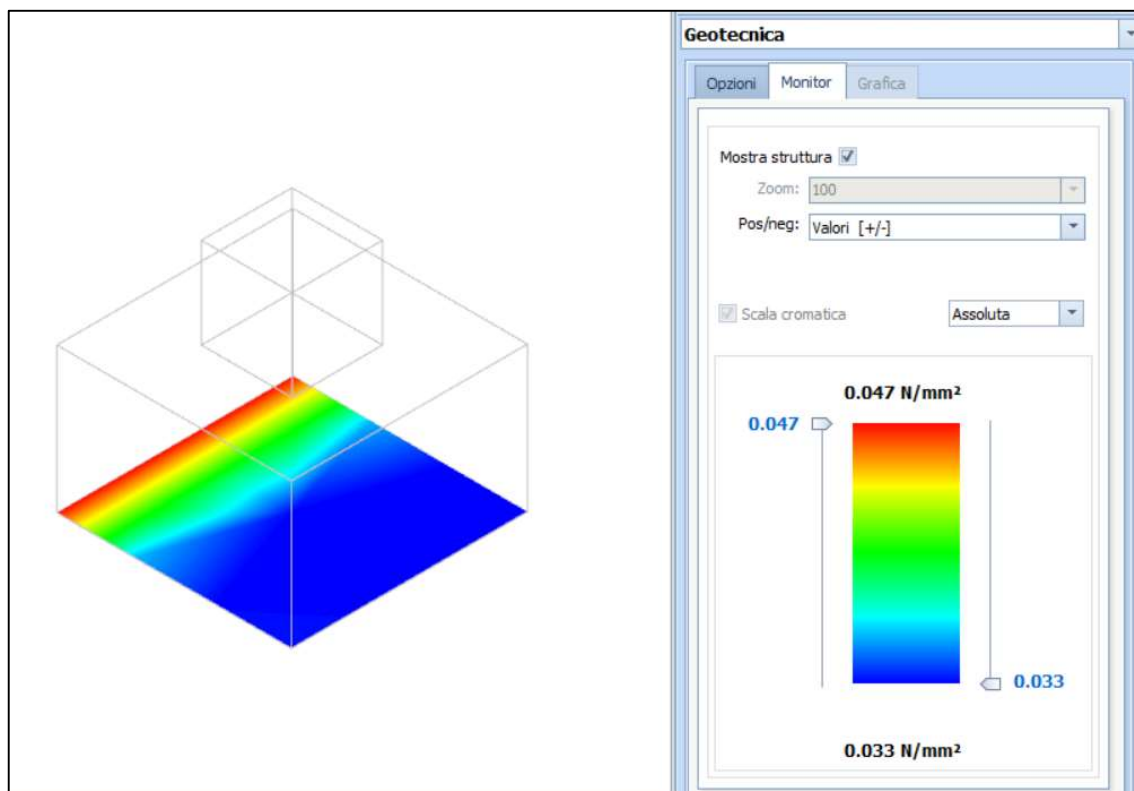 Geotecnica
Opzioni Monitor Grafica
Mostra struttura
Zoom: 100
Pos/neg: Valori [+/-]
Scala cromatica Assoluta
0.047 N/mm²
0.047
0.033
0.033 N/mm²